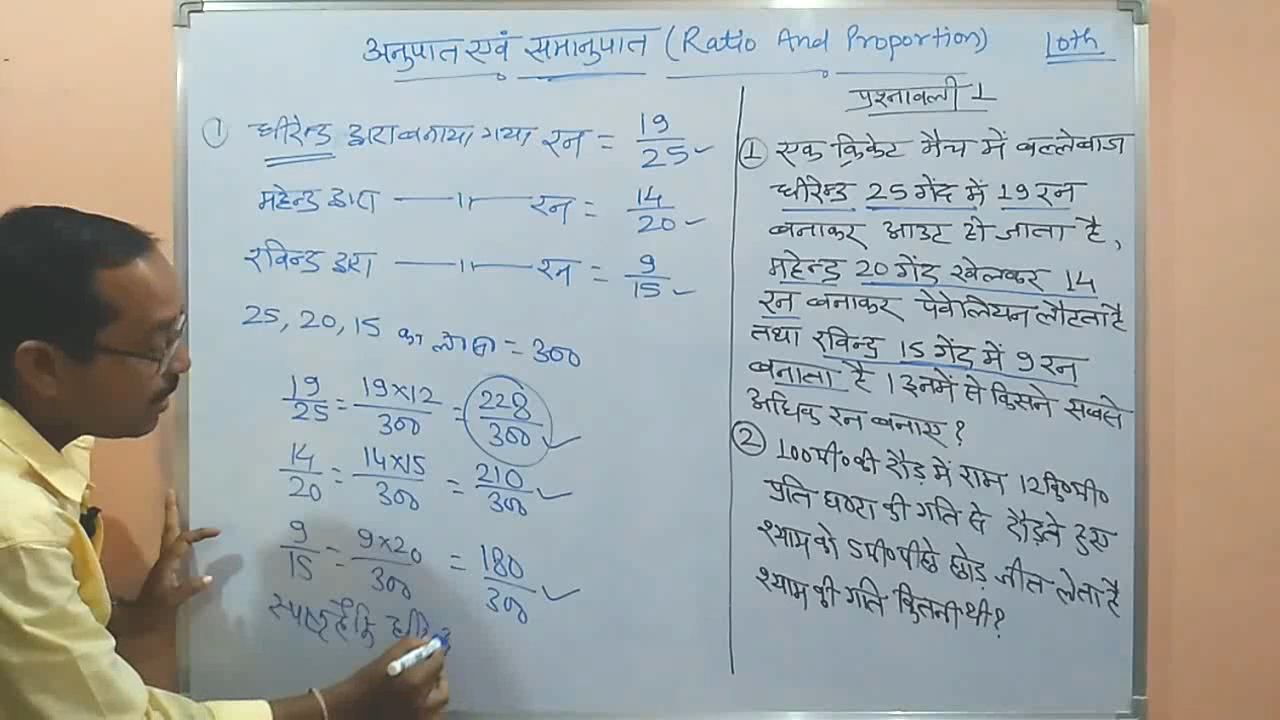 अनुपात एवं समानुपात (Ratio And Proportion) 10th
① धीरेन्द्र द्वारा बनाया गया रन = 19/25 ✓
महेन्द्र द्वारा —〃— रन = 14/20 ✓
रविन्द्र द्वारा —〃— रन = 9/15 ✓
25, 20, 15 का ल०स० = 300
19/25 = 19×12/300 = 228/300 ✓
14/20 = 14×15/300 = 210/300 ✓
9/15 = 9×20/300 = 180/300 ✓
स्पष्ट है कि
प्रश्नावली 1
① एक क्रिकेट मैच में बल्लेबाज
धीरेन्द्र 25 गेंद में 19 रन
बनाकर आउट हो जाता है,
महेन्द्र 20 गेंद खेलकर 14
रन बनाकर पेवेलियन लौटता है
तथा रविन्द्र 15 गेंद में 9 रन
बनाता है । इनमें से किसने सबसे
अधिक रन बनाए ?
② 100मी० की दौड़ में राम 12कि०मी०
प्रति घण्टा की गति से दौड़ते हुए
श्याम को 5मी० पीछे छोड़ जीत लेता है
श्याम की गति कितनी थी?